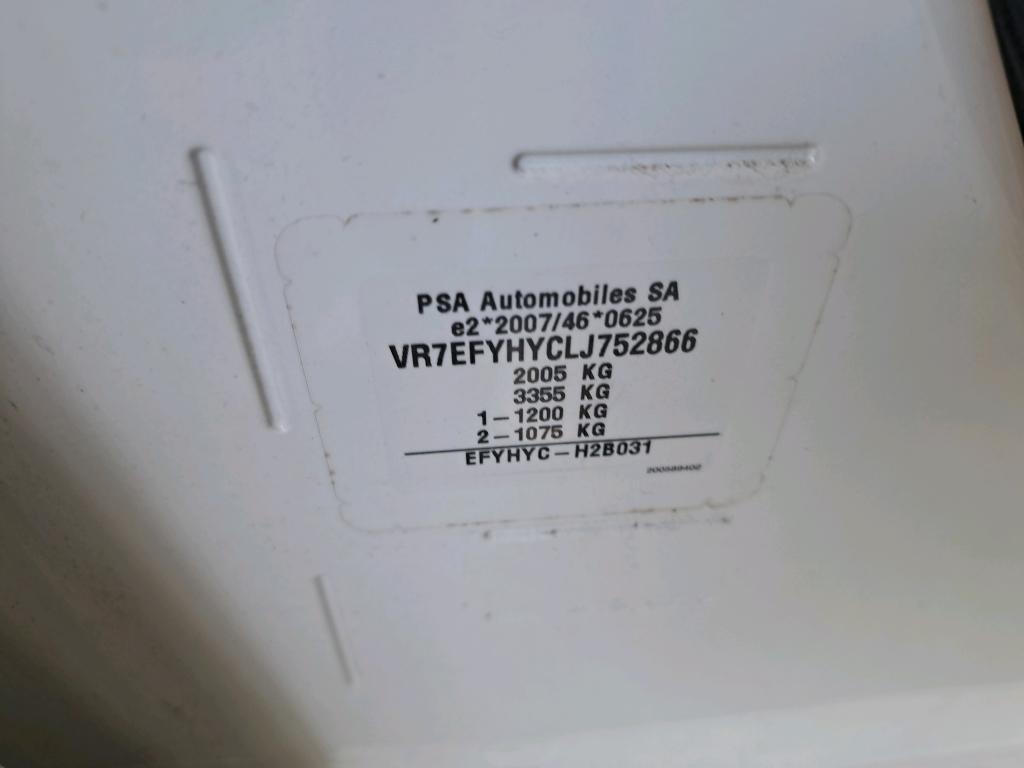 PSA Automobiles SA
e2*2007/46*0625
VR7EFYHYCLJ752866
2005 KG
3355 KG
1-1200 KG
2-1075 KG
EFYHYC-H2B031